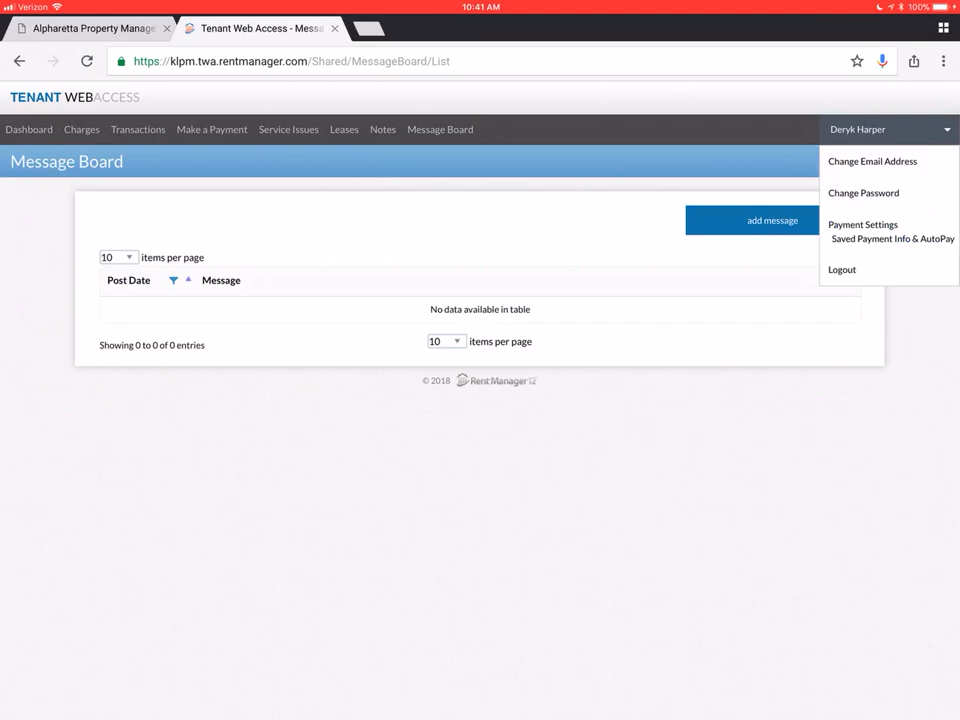 Verizon 10:41 AM 100%
Alpharetta Property Manage Tenant Web Access - Messa
https://klpm.twa.rentmanager.com/Shared/MessageBoard/List
TENANT WEBACCESS
Dashboard Charges Transactions Make a Payment Service Issues Leases Notes Message Board Deryk Harper
Message Board
Change Email Address
Change Password
Payment Settings
Saved Payment Info & AutoPay
Logout
add message
10 items per page
Post Date Message
No data available in table
Showing 0 to 0 of 0 entries 10 items per page
© 2018 Rent Manager 12